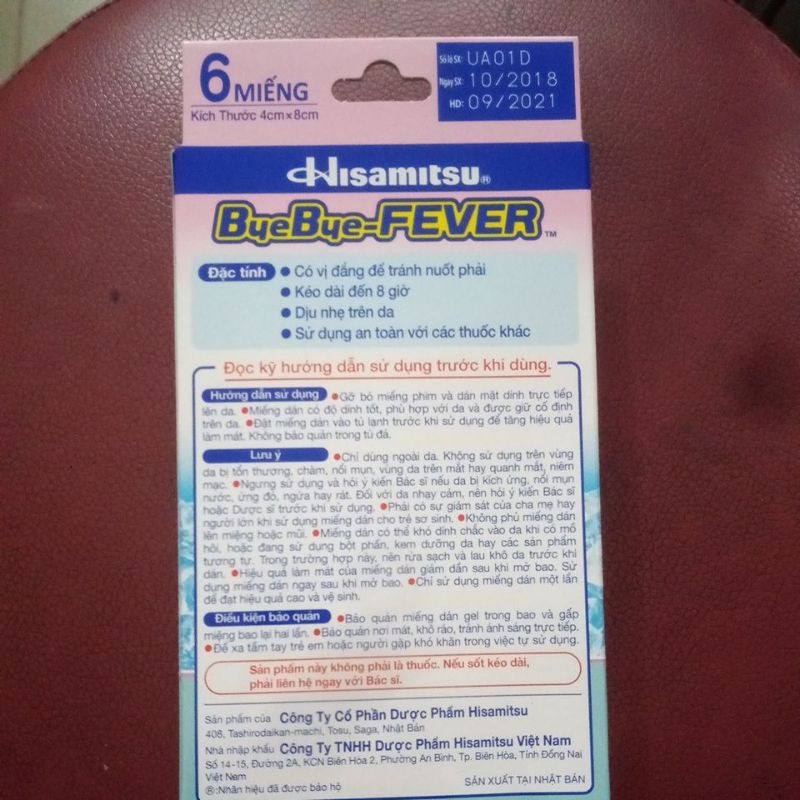 6 MIẾNG
Kích Thước 4cm×8cm
Số lô SX: UA01D
Ngày SX: 10/2018
HD: 09/2021
Hisamitsu®
ByeBye-FEVER™
Đặc tính ● Có vị đắng để tránh nuốt phải
● Kéo dài đến 8 giờ
● Dịu nhẹ trên da
● Sử dụng an toàn với các thuốc khác
Đọc kỹ hướng dẫn sử dụng trước khi dùng.
Hướng dẫn sử dụng ●Gỡ bỏ miếng phim và dán mặt dính trực tiếp
lên da. ●Miếng dán có độ dính tốt, phù hợp với da và được giữ cố định
trên da. ●Đặt miếng dán vào tủ lạnh trước khi sử dụng để tăng hiệu quả
làm mát. Không bảo quản trong tủ đá.
Lưu ý ●Chỉ dùng ngoài da. Không sử dụng trên vùng
da bị tổn thương, chàm, nổi mụn, vùng da trên mắt hay quanh mắt, niêm
mạc. ●Ngưng sử dụng và hỏi ý kiến Bác sĩ nếu da bị kích ứng, nổi mụn
nước, ứng đỏ, ngứa hay rát. Đối với da nhạy cảm, nên hỏi ý kiến Bác sĩ
hoặc Dược sĩ trước khi sử dụng. ●Phải có sự giám sát của cha mẹ hay
người lớn khi sử dụng miếng dán cho trẻ sơ sinh. ●Không phủ miếng dán
lên miệng hoặc mũi. ●Miếng dán có thể khó dính chắc vào da khi có mồ
hôi, hoặc đang sử dụng bột phấn, kem dưỡng da hay các sản phẩm
tương tự. Trong trường hợp này, nên rửa sạch và lau khô da trước khi
dán. ●Hiệu quả làm mát của miếng dán giảm dần sau khi mở bao. Sử
dụng miếng dán ngay sau khi mở bao. ●Chỉ sử dụng miếng dán một lần
để đạt hiệu quả cao và vệ sinh.
Điều kiện bảo quản ●Bảo quản miếng dán gel trong bao và gấp
miệng bao lại hai lần. ●Bảo quản nơi mát, khô ráo, tránh ánh sáng trực tiếp.
●Để xa tầm tay trẻ em hoặc người gặp khó khăn trong việc tự sử dụng.
Sản phẩm này không phải là thuốc. Nếu sốt kéo dài,
phải liên hệ ngay với Bác sĩ.
Sản phẩm của Công Ty Cổ Phần Dược Phẩm Hisamitsu
408, Tashirodaikan-machi, Tosu, Saga, Nhật Bản
Nhà nhập khẩu Công Ty TNHH Dược Phẩm Hisamitsu Việt Nam
Số 14-15, Đường 2A, KCN Biên Hòa 2, Phường An Bình, Tp. Biên Hòa, Tỉnh Đồng Nai
Việt Nam
®:Nhãn hiệu đã được bảo hộ
SẢN XUẤT TẠI NHẬT BẢN